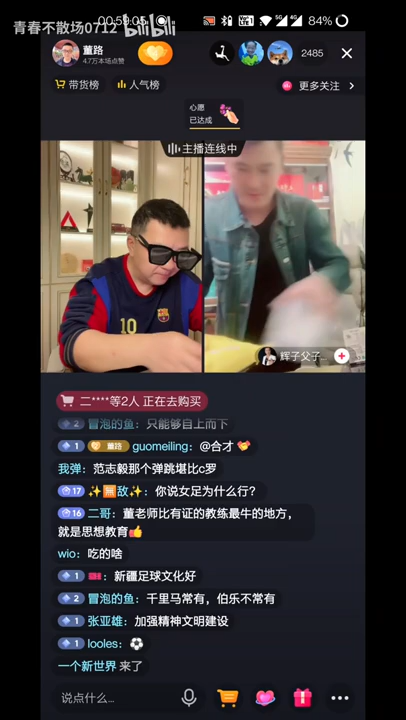 青春不散场0712 bilibili
00:59:05 84%
董路
4.7万本场点赞
2485
带货榜 人气榜 更多关注
心愿
已达成
主播连线中
10
辉子父子...
二****等2人 正在去购买
2 冒泡的鱼：只能够自上而下
1 董路 guomeiling：@合才
我弹：范志毅那个弹跳堪比c罗
17 ✨🈚敌✨：你说女足为什么行？
16 二哥：董老师比有证的教练最牛的地方，
就是思想教育👍
wio：吃的啥
1 ：新疆足球文化好
2 冒泡的鱼：千里马常有，伯乐不常有
1 张亚雄：加强精神文明建设
1 looles：⚽
一个新世界 来了
说点什么...